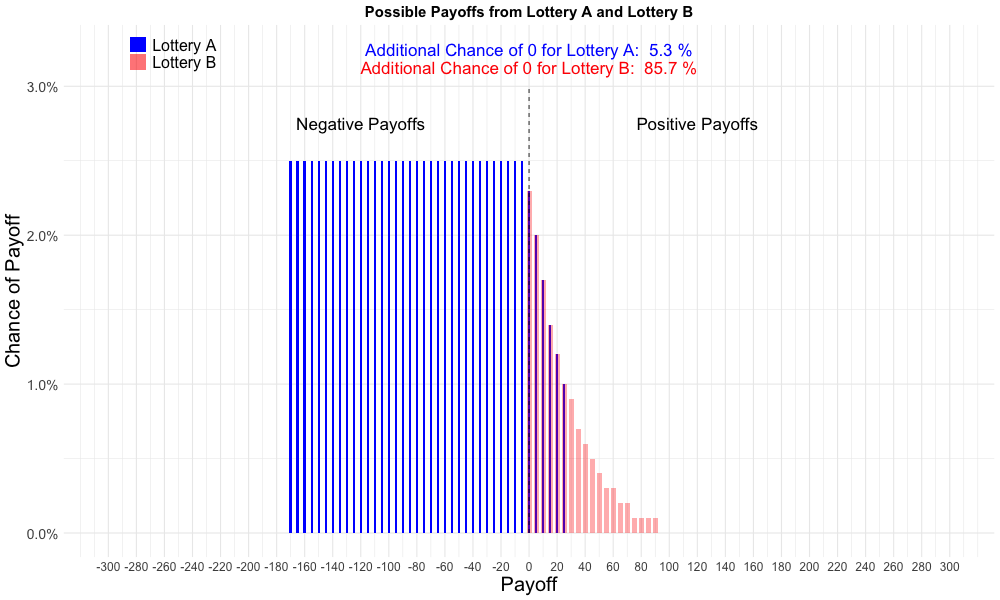 Possible Payoffs from Lottery A and Lottery B
Lottery A
Lottery B
Additional Chance of 0 for Lottery A:  5.3 %
Additional Chance of 0 for Lottery B:  85.7 %
Negative Payoffs
Positive Payoffs
Chance of Payoff
3.0%
2.0%
1.0%
0.0%
-300 -280 -260 -240 -220 -200 -180 -160 -140 -120 -100 -80 -60 -40 -20 0 20 40 60 80 100 120 140 160 180 200 220 240 260 280 300
Payoff